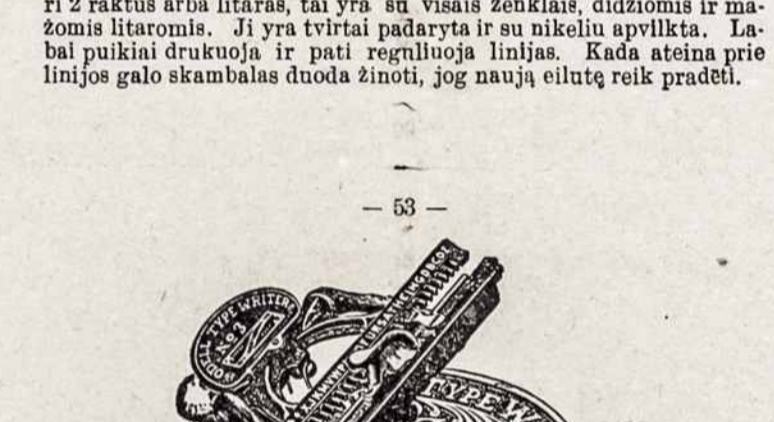 ri 2 raktus arba litaras, tai yra su visais ženklais, didžiomis ir ma-
žomis litaromis. Ji yra tvirtai padaryta ir su nikeliu apvilkta. La-
bai puikiai drukuoja ir pati reguliuoja linijas. Kada ateina prie
linijos galo skambalas duoda žinoti, jog naują eilutę reik pradėti.
— 53 —
TYPE WRITER
No 3
TYPE W